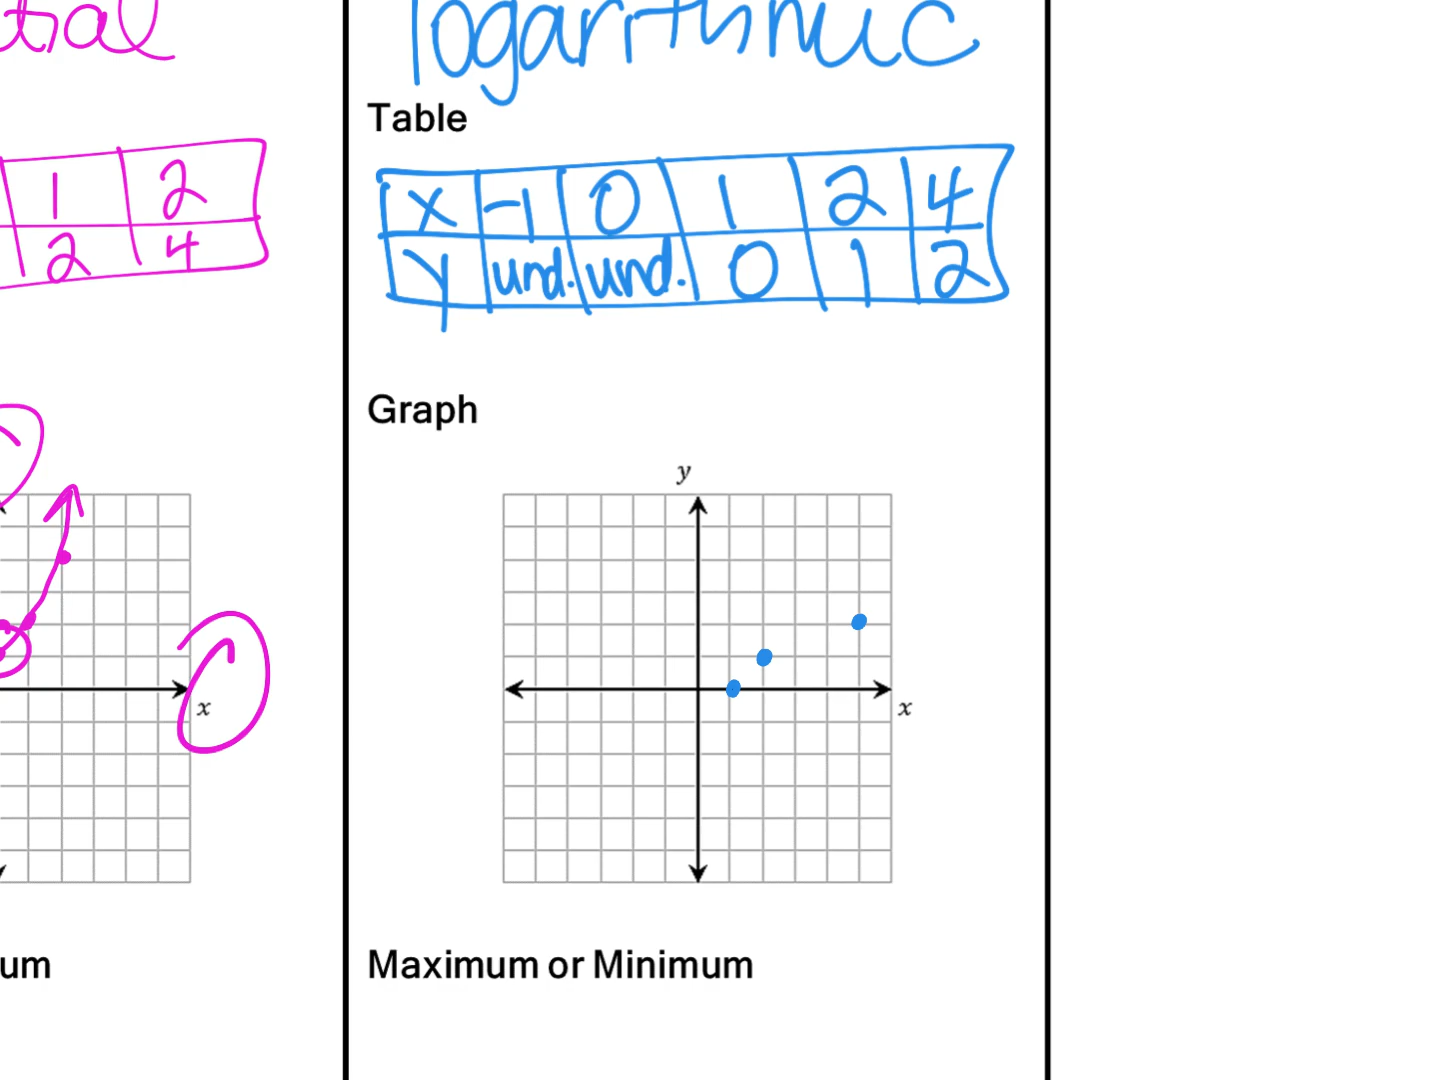 tial
logarithmic
Table
1 2
2 4
x -1 0 1 2 4
y und. und. 0 1 2
Graph
y
x
x
um
Maximum or Minimum